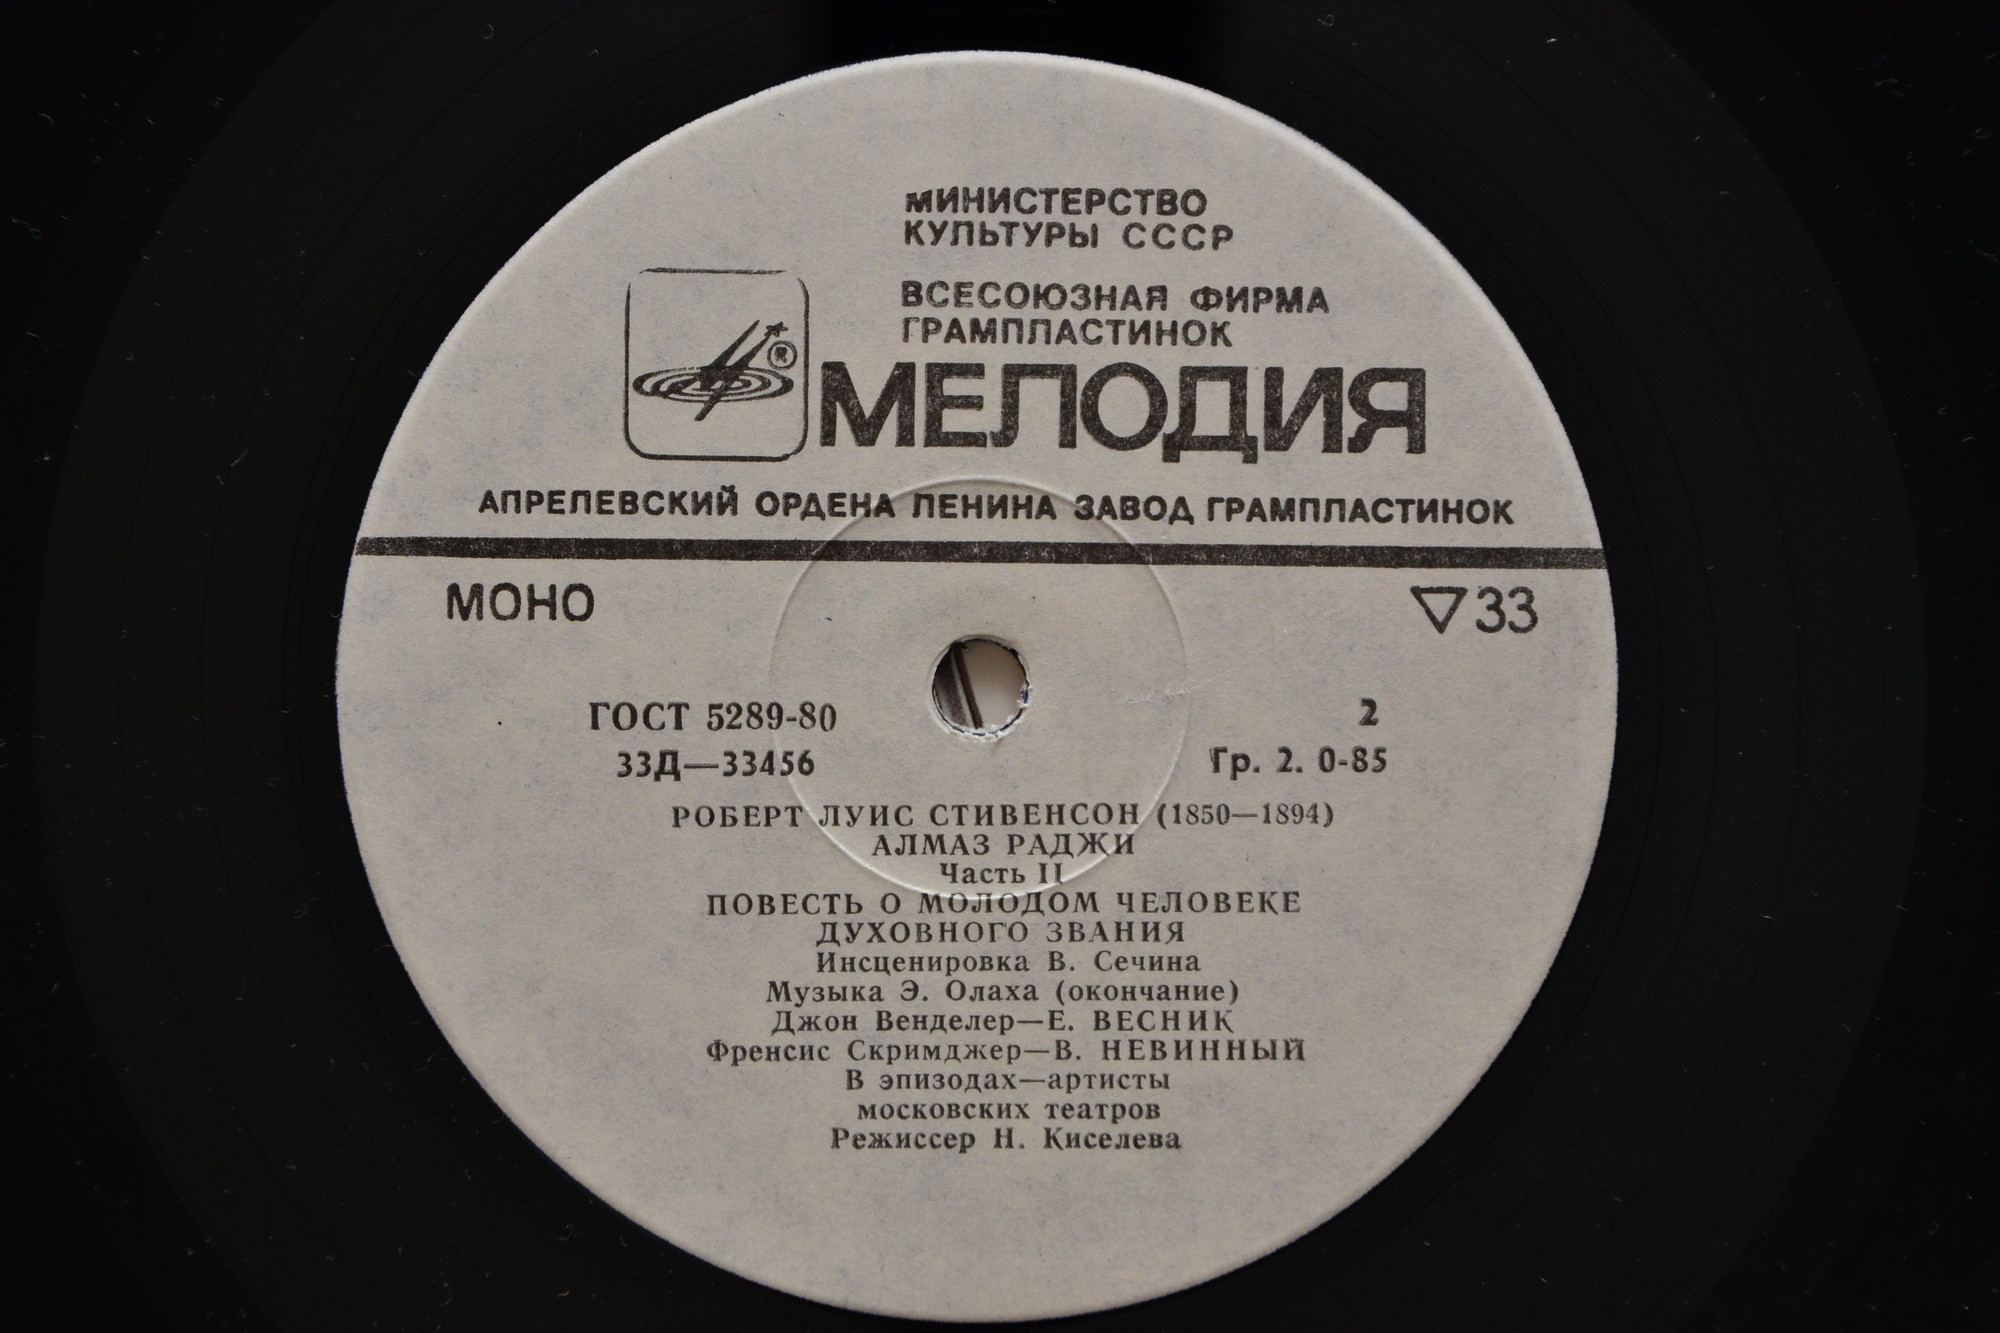 МИНИСТЕРСТВО
КУЛЬТУРЫ СССР
ВСЕСОЮЗНАЯ ФИРМА
ГРАМПЛАСТИНОК
® МЕЛОДИЯ
АПРЕЛЕВСКИЙ ОРДЕНА ЛЕНИНА ЗАВОД ГРАМПЛАСТИНОК
МОНО ▽33
ГОСТ 5289-80 2
33Д—33456 Гр. 2. 0-85
РОБЕРТ ЛУИС СТИВЕНСОН (1850—1894)
АЛМАЗ РАДЖИ
Часть II
ПОВЕСТЬ О МОЛОДОМ ЧЕЛОВЕКЕ
ДУХОВНОГО ЗВАНИЯ
Инсценировка В. Сечина
Музыка Э. Олаха (окончание)
Джон Венделер—Е. ВЕСНИК
Френсис Скримджер—В. НЕВИННЫЙ
В эпизодах—артисты
московских театров
Режиссер Н. Киселева